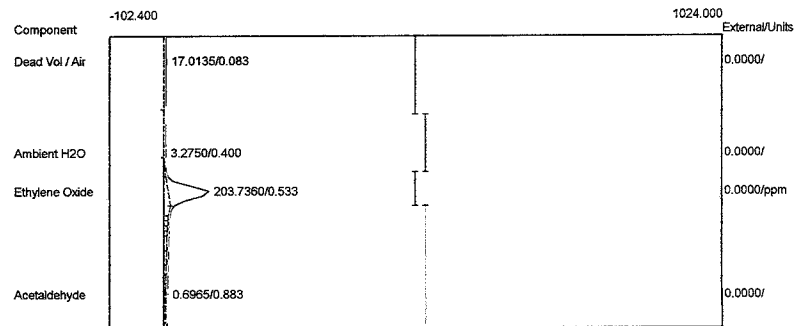 -102.400 1024.000
Component External/Units
Dead Vol / Air 17.0135/0.083 0.0000/
Ambient H2O 3.2750/0.400 0.0000/
Ethylene Oxide 203.7360/0.533 0.0000/ppm
Acetaldehyde 0.6965/0.883 0.0000/